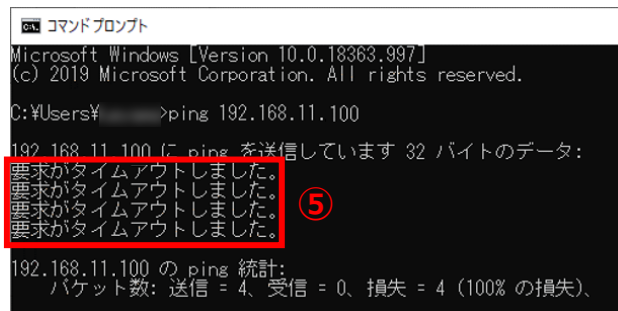 コマンド プロンプト
Microsoft Windows [Version 10.0.18363.997]
(c) 2019 Microsoft Corporation. All rights reserved.
C:¥Users¥ >ping 192.168.11.100
192.168.11.100 に ping を送信しています 32 バイトのデータ:
要求がタイムアウトしました。
要求がタイムアウトしました。
要求がタイムアウトしました。
要求がタイムアウトしました。
⑤
192.168.11.100 の ping 統計:
パケット数: 送信 = 4、受信 = 0、損失 = 4 (100% の損失)、